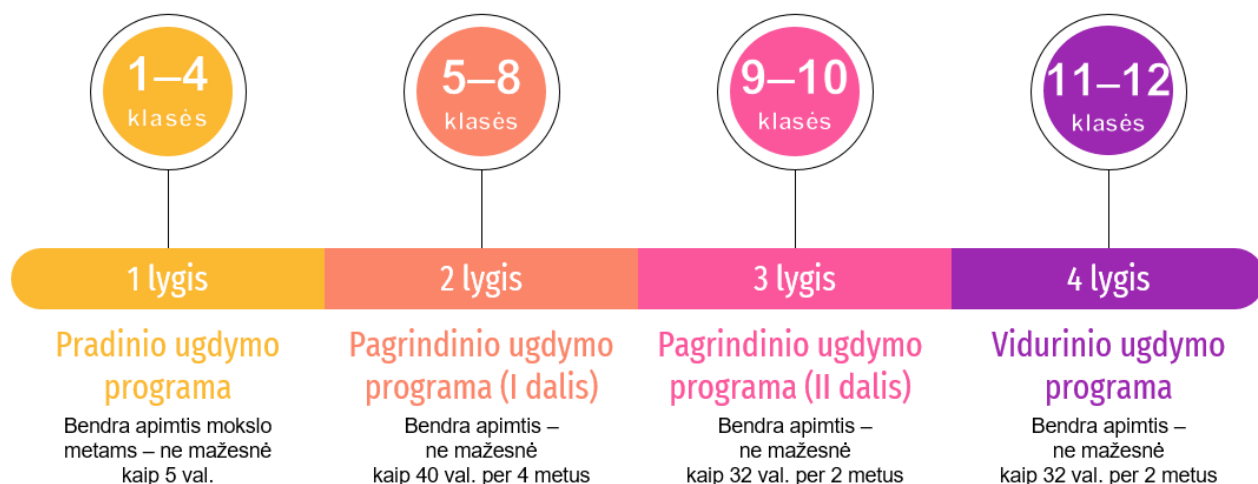 1–4
klasės
5–8
klasės
9–10
klasės
11–12
klasės
1 lygis
2 lygis
3 lygis
4 lygis
Pradinio ugdymo
programa
Bendra apimtis mokslo
metams – ne mažesnė
kaip 5 val.
Pagrindinio ugdymo
programa (I dalis)
Bendra apimtis –
ne mažesnė
kaip 40 val. per 4 metus
Pagrindinio ugdymo
programa (II dalis)
Bendra apimtis –
ne mažesnė
kaip 32 val. per 2 metus
Vidurinio ugdymo
programa
Bendra apimtis –
ne mažesnė
kaip 32 val. per 2 metus